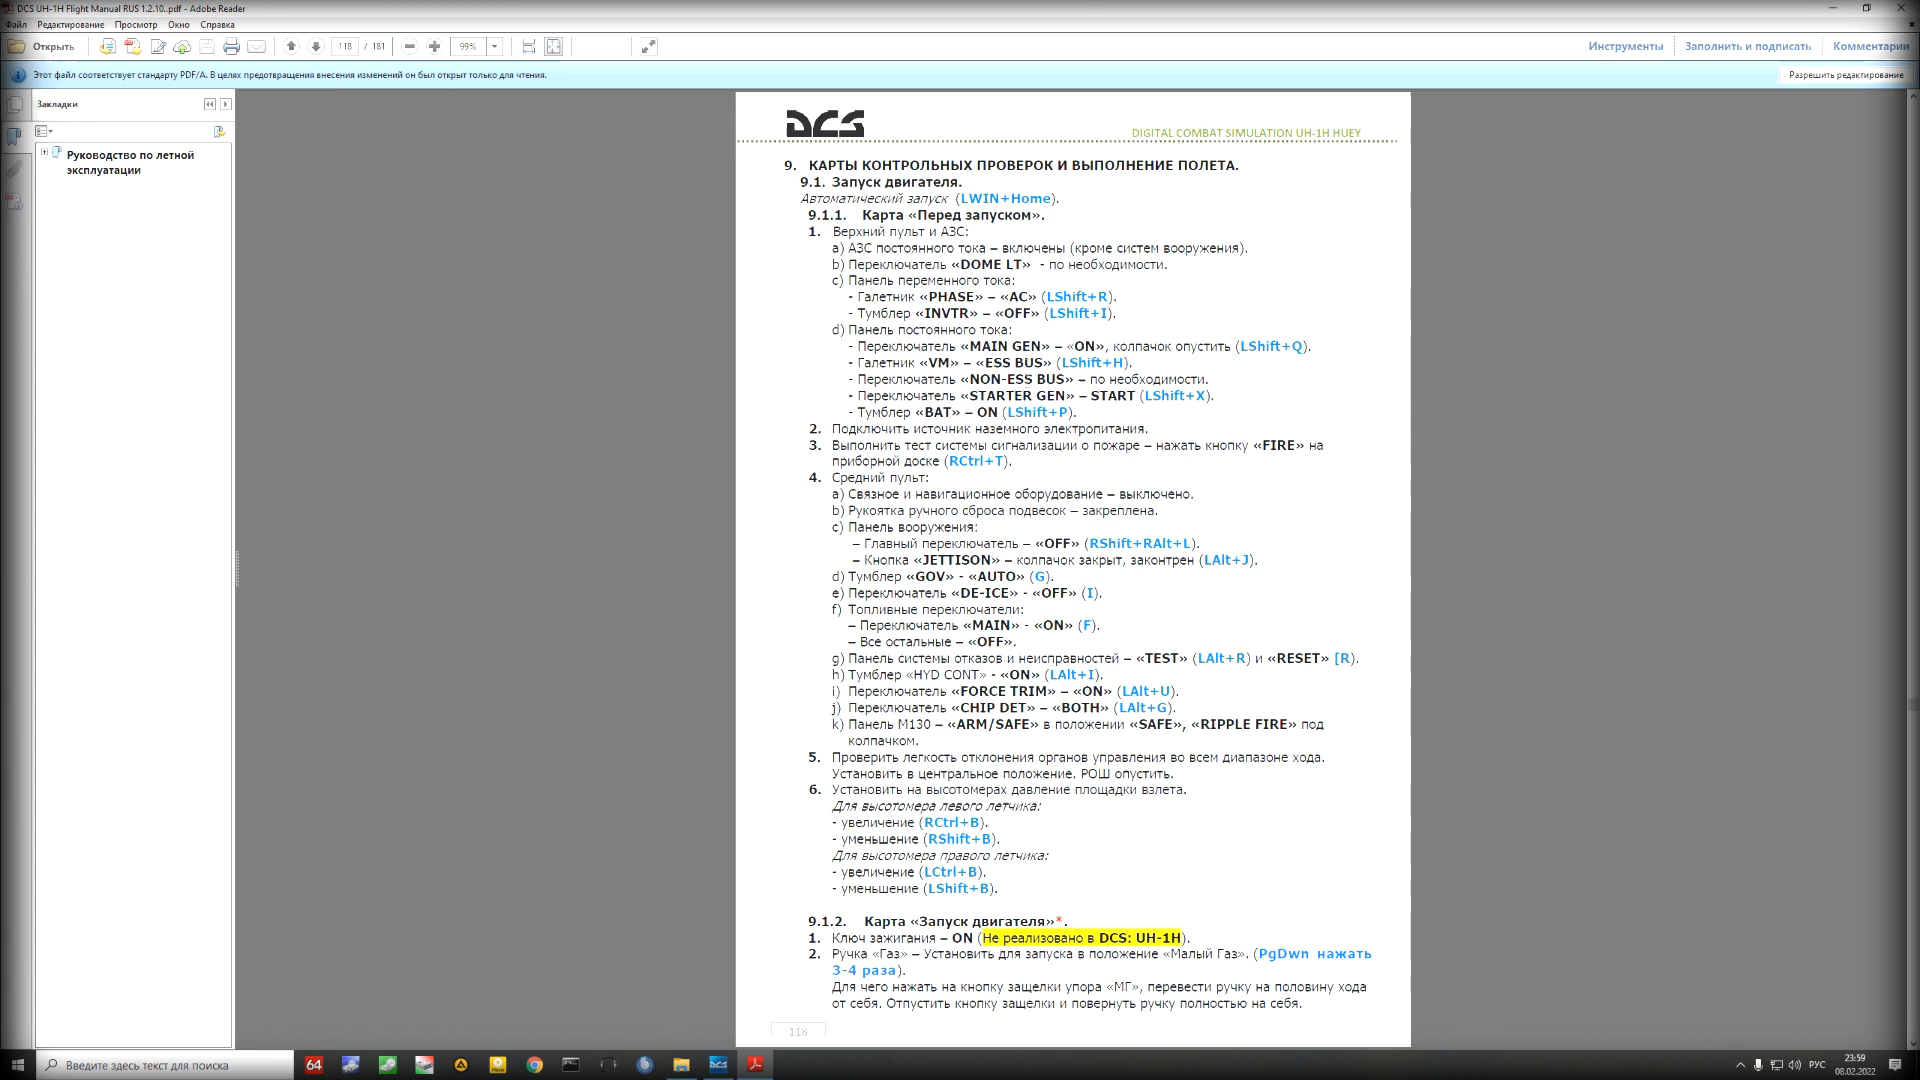 DCS UH-1H Flight Manual RUS 1.2.10..pdf - Adobe Reader
Файл Редактирование Просмотр Окно Справка
Открыть 118 / 181 99% Инструменты Заполнить и подписать Комментарии
Этот файл соответствует стандарту PDF/A. В целях предотвращения внесения изменений он был открыт только для чтения. Разрешить редактирование
Закладки
Руководство по летной
эксплуатации
DCS
DIGITAL COMBAT SIMULATION UH-1H HUEY
9. КАРТЫ КОНТРОЛЬНЫХ ПРОВЕРОК И ВЫПОЛНЕНИЕ ПОЛЕТА.
9.1. Запуск двигателя.
Автоматический запуск (LWIN+Home).
9.1.1. Карта «Перед запуском».
1. Верхний пульт и АЗС:
a) АЗС постоянного тока – включены (кроме систем вооружения).
b) Переключатель «DOME LT» - по необходимости.
c) Панель переменного тока:
- Галетник «PHASE» – «AC» (LShift+R).
- Тумблер «INVTR» – «OFF» (LShift+I).
d) Панель постоянного тока:
- Переключатель «MAIN GEN» – «ON», колпачок опустить (LShift+Q).
- Галетник «VM» – «ESS BUS» (LShift+H).
- Переключатель «NON-ESS BUS» – по необходимости.
- Переключатель «STARTER GEN» – START (LShift+X).
- Тумблер «BAT» – ON (LShift+P).
2. Подключить источник наземного электропитания.
3. Выполнить тест системы сигнализации о пожаре – нажать кнопку «FIRE» на
приборной доске (RCtrl+T).
4. Средний пульт:
a) Связное и навигационное оборудование – выключено.
b) Рукоятка ручного сброса подвесок – закреплена.
c) Панель вооружения:
– Главный переключатель – «OFF» (RShift+RAlt+L).
– Кнопка «JETTISON» – колпачок закрыт, законтрен (LAlt+J).
d) Тумблер «GOV» - «AUTO» (G).
e) Переключатель «DE-ICE» - «OFF» (I).
f) Топливные переключатели:
– Переключатель «MAIN» - «ON» (F).
– Все остальные – «OFF».
g) Панель системы отказов и неисправностей – «TEST» (LAlt+R) и «RESET» [R).
h) Тумблер «HYD CONT» - «ON» (LAlt+I).
i) Переключатель «FORCE TRIM» – «ON» (LAlt+U).
j) Переключатель «CHIP DET» – «BOTH» (LAlt+G).
k) Панель M130 – «ARM/SAFE» в положении «SAFE», «RIPPLE FIRE» под
колпачком.
5. Проверить легкость отклонения органов управления во всем диапазоне хода.
Установить в центральное положение. РОШ опустить.
6. Установить на высотомерах давление площадки взлета.
Для высотомера левого летчика:
- увеличение (RCtrl+B).
- уменьшение (RShift+B).
Для высотомера правого летчика:
- увеличение (LCtrl+B).
- уменьшение (LShift+B).
9.1.2. Карта «Запуск двигателя»*.
1. Ключ зажигания – ON (Не реализовано в DCS: UH-1H).
2. Ручка «Газ» – Установить для запуска в положение «Малый Газ». (PgDwn нажать
3-4 раза).
Для чего нажать на кнопку защелки упора «МГ», перевести ручку на половину хода
от себя. Отпустить кнопку защелки и повернуть ручку полностью на себя.
118
Введите здесь текст для поиска 64 DCS РУС 23:59
08.02.2022